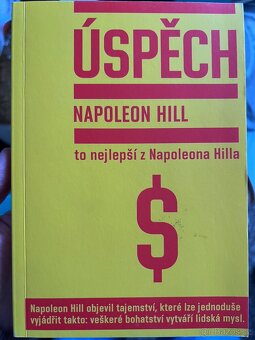 ÚSPĚCH
NAPOLEON HILL
to nejlepší z Napoleona Hilla
$
Napoleon Hill objevil tajemství, které lze jednoduše
vyjádřit takto: veškeré bohatství vytváří lidská mysl.